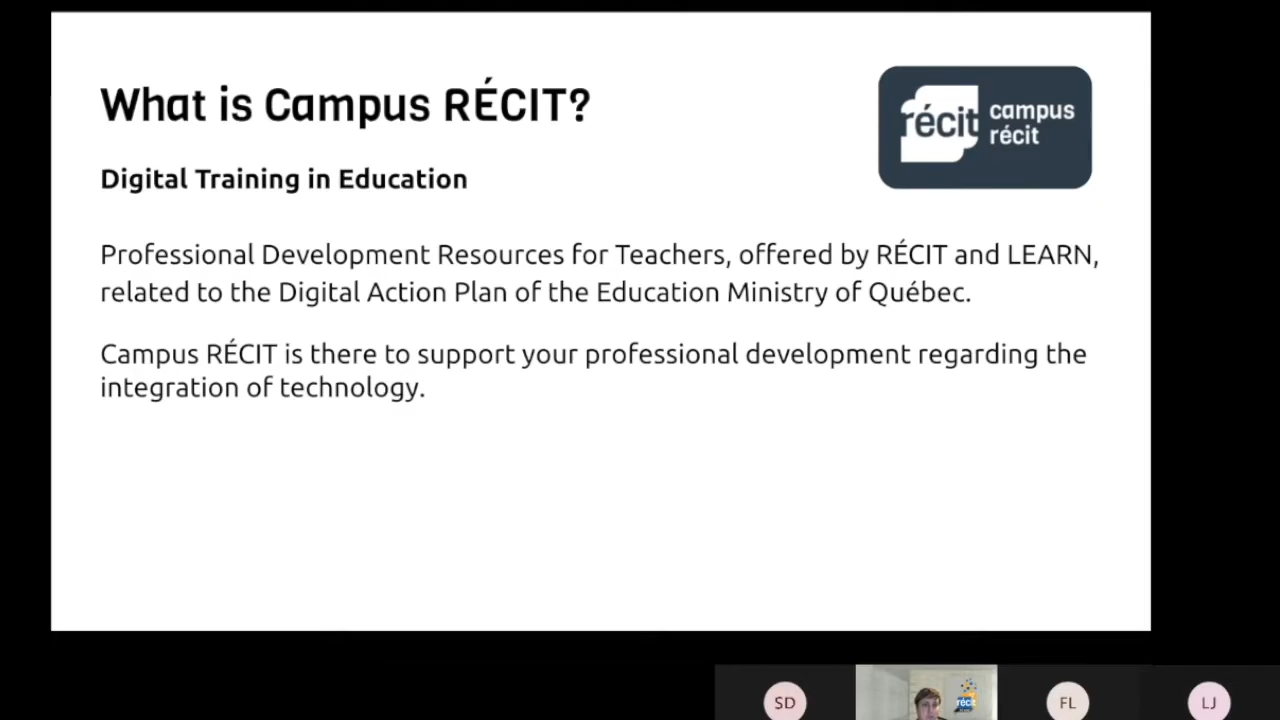 What is Campus RÉCIT?
récit campus
récit
Digital Training in Education
Professional Development Resources for Teachers, offered by RÉCIT and LEARN,
related to the Digital Action Plan of the Education Ministry of Québec.
Campus RÉCIT is there to support your professional development regarding the
integration of technology.
SD
récit
FL
LJ